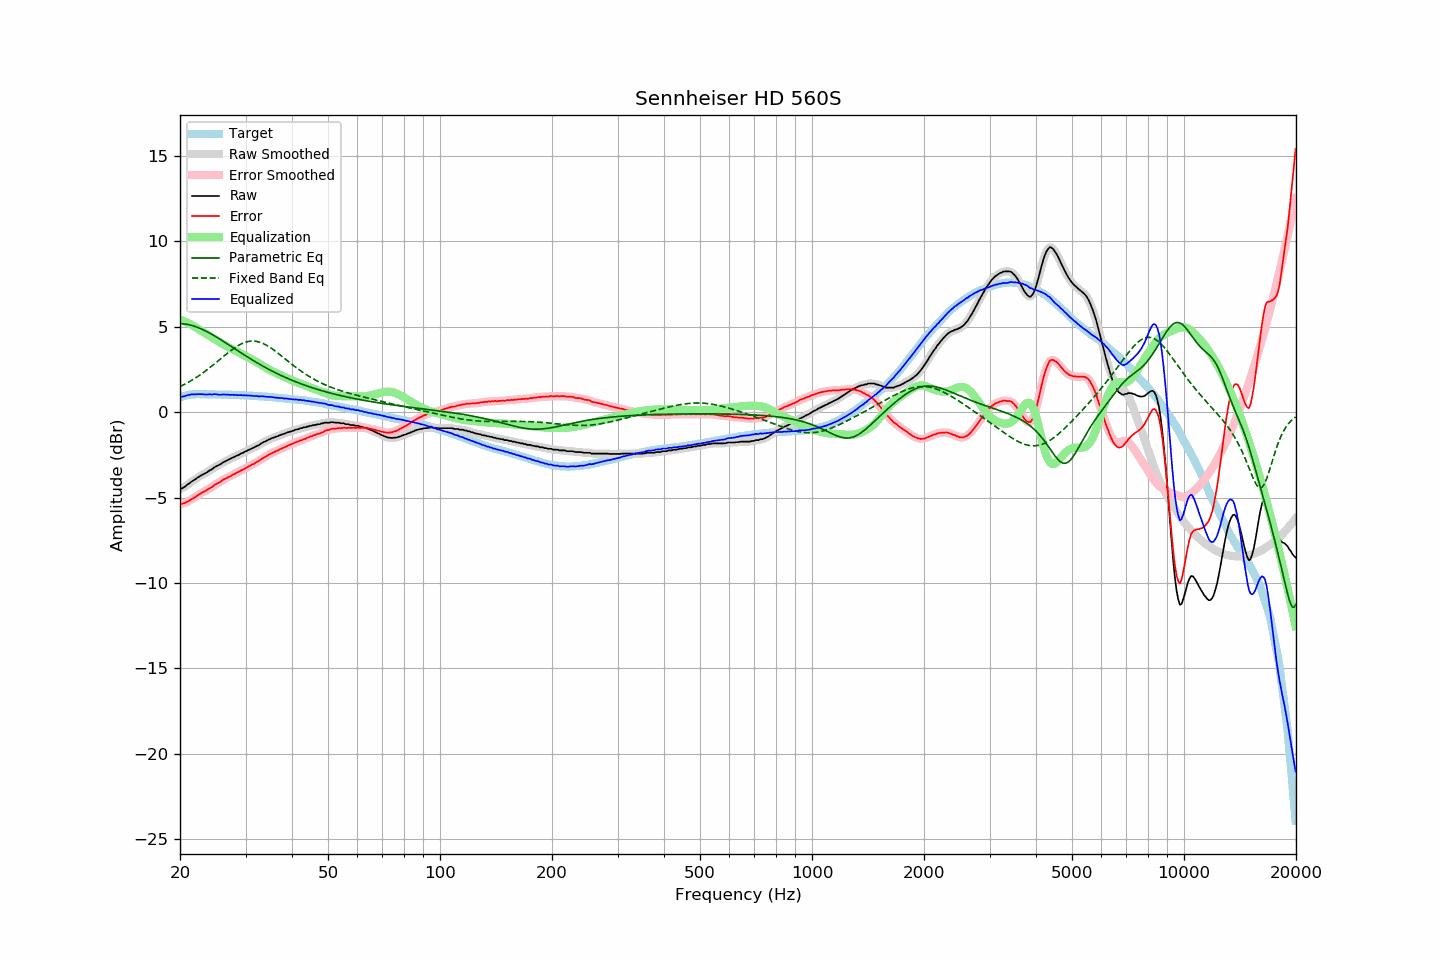 Sennheiser HD 560S
Target
Raw Smoothed
Error Smoothed
Raw
Error
Equalization
Parametric Eq
Fixed Band Eq
Equalized
Amplitude (dBr)
15
10
5
0
−5
−10
−15
−20
−25
20 50 100 200 500 1000 2000 5000 10000 20000
Frequency (Hz)